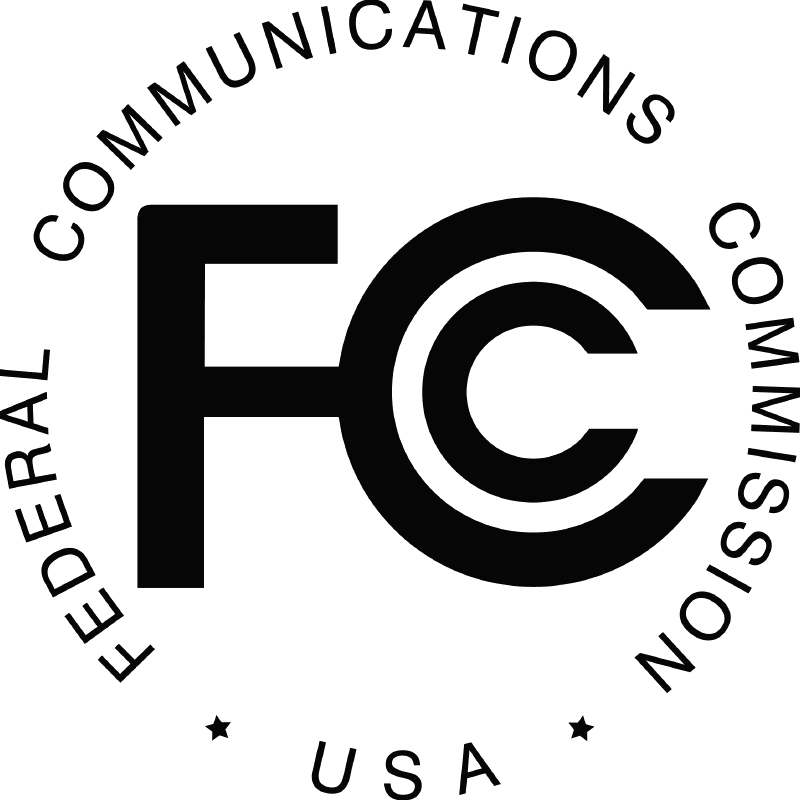 FEDERAL COMMUNICATIONS COMMISSION
FCC
★ USA ★